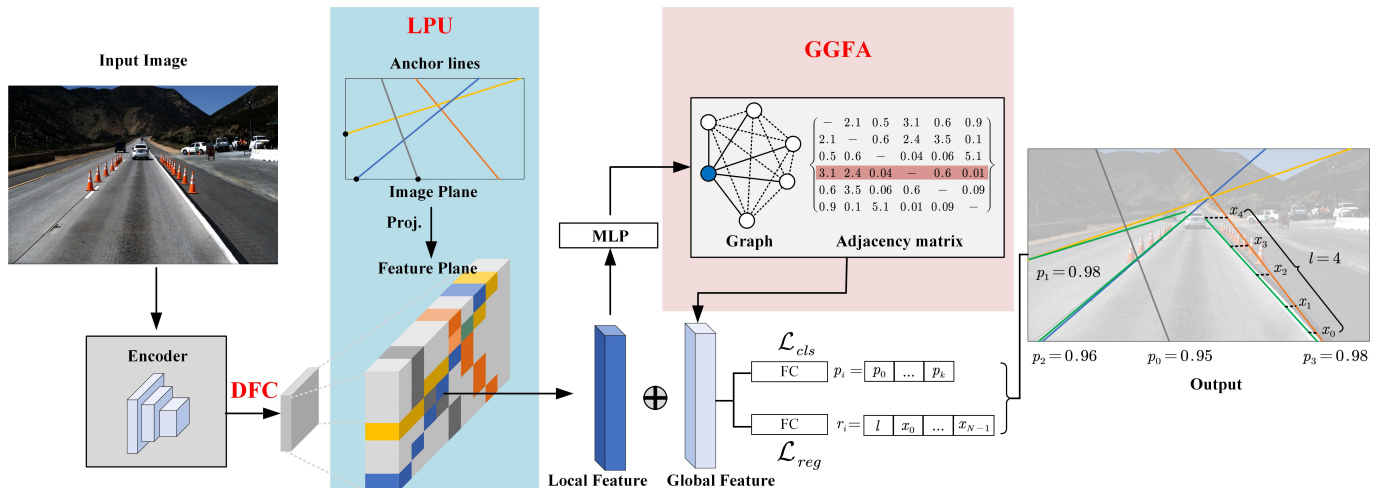 Input Image
Encoder
DFC
LPU
Anchor lines
Image Plane
Proj.
Feature Plane
MLP
Local Feature
GGFA
Graph
Adjacency matrix
− 2.1 0.5 3.1 0.6 0.9
2.1 − 0.6 2.4 3.5 0.1
0.5 0.6 − 0.04 0.06 5.1
3.1 2.4 0.04 − 0.6 0.01
0.6 3.5 0.06 0.6 − 0.09
0.9 0.1 5.1 0.01 0.09 −
Global Feature
ℒ_cls
FC
p_i = p_0 ... p_k
FC
r_i = l x_0 ... x_{N−1}
ℒ_reg
x_4
x_3
x_2
x_1
x_0
l = 4
p_1 = 0.98
p_2 = 0.96
p_0 = 0.95
p_3 = 0.98
Output